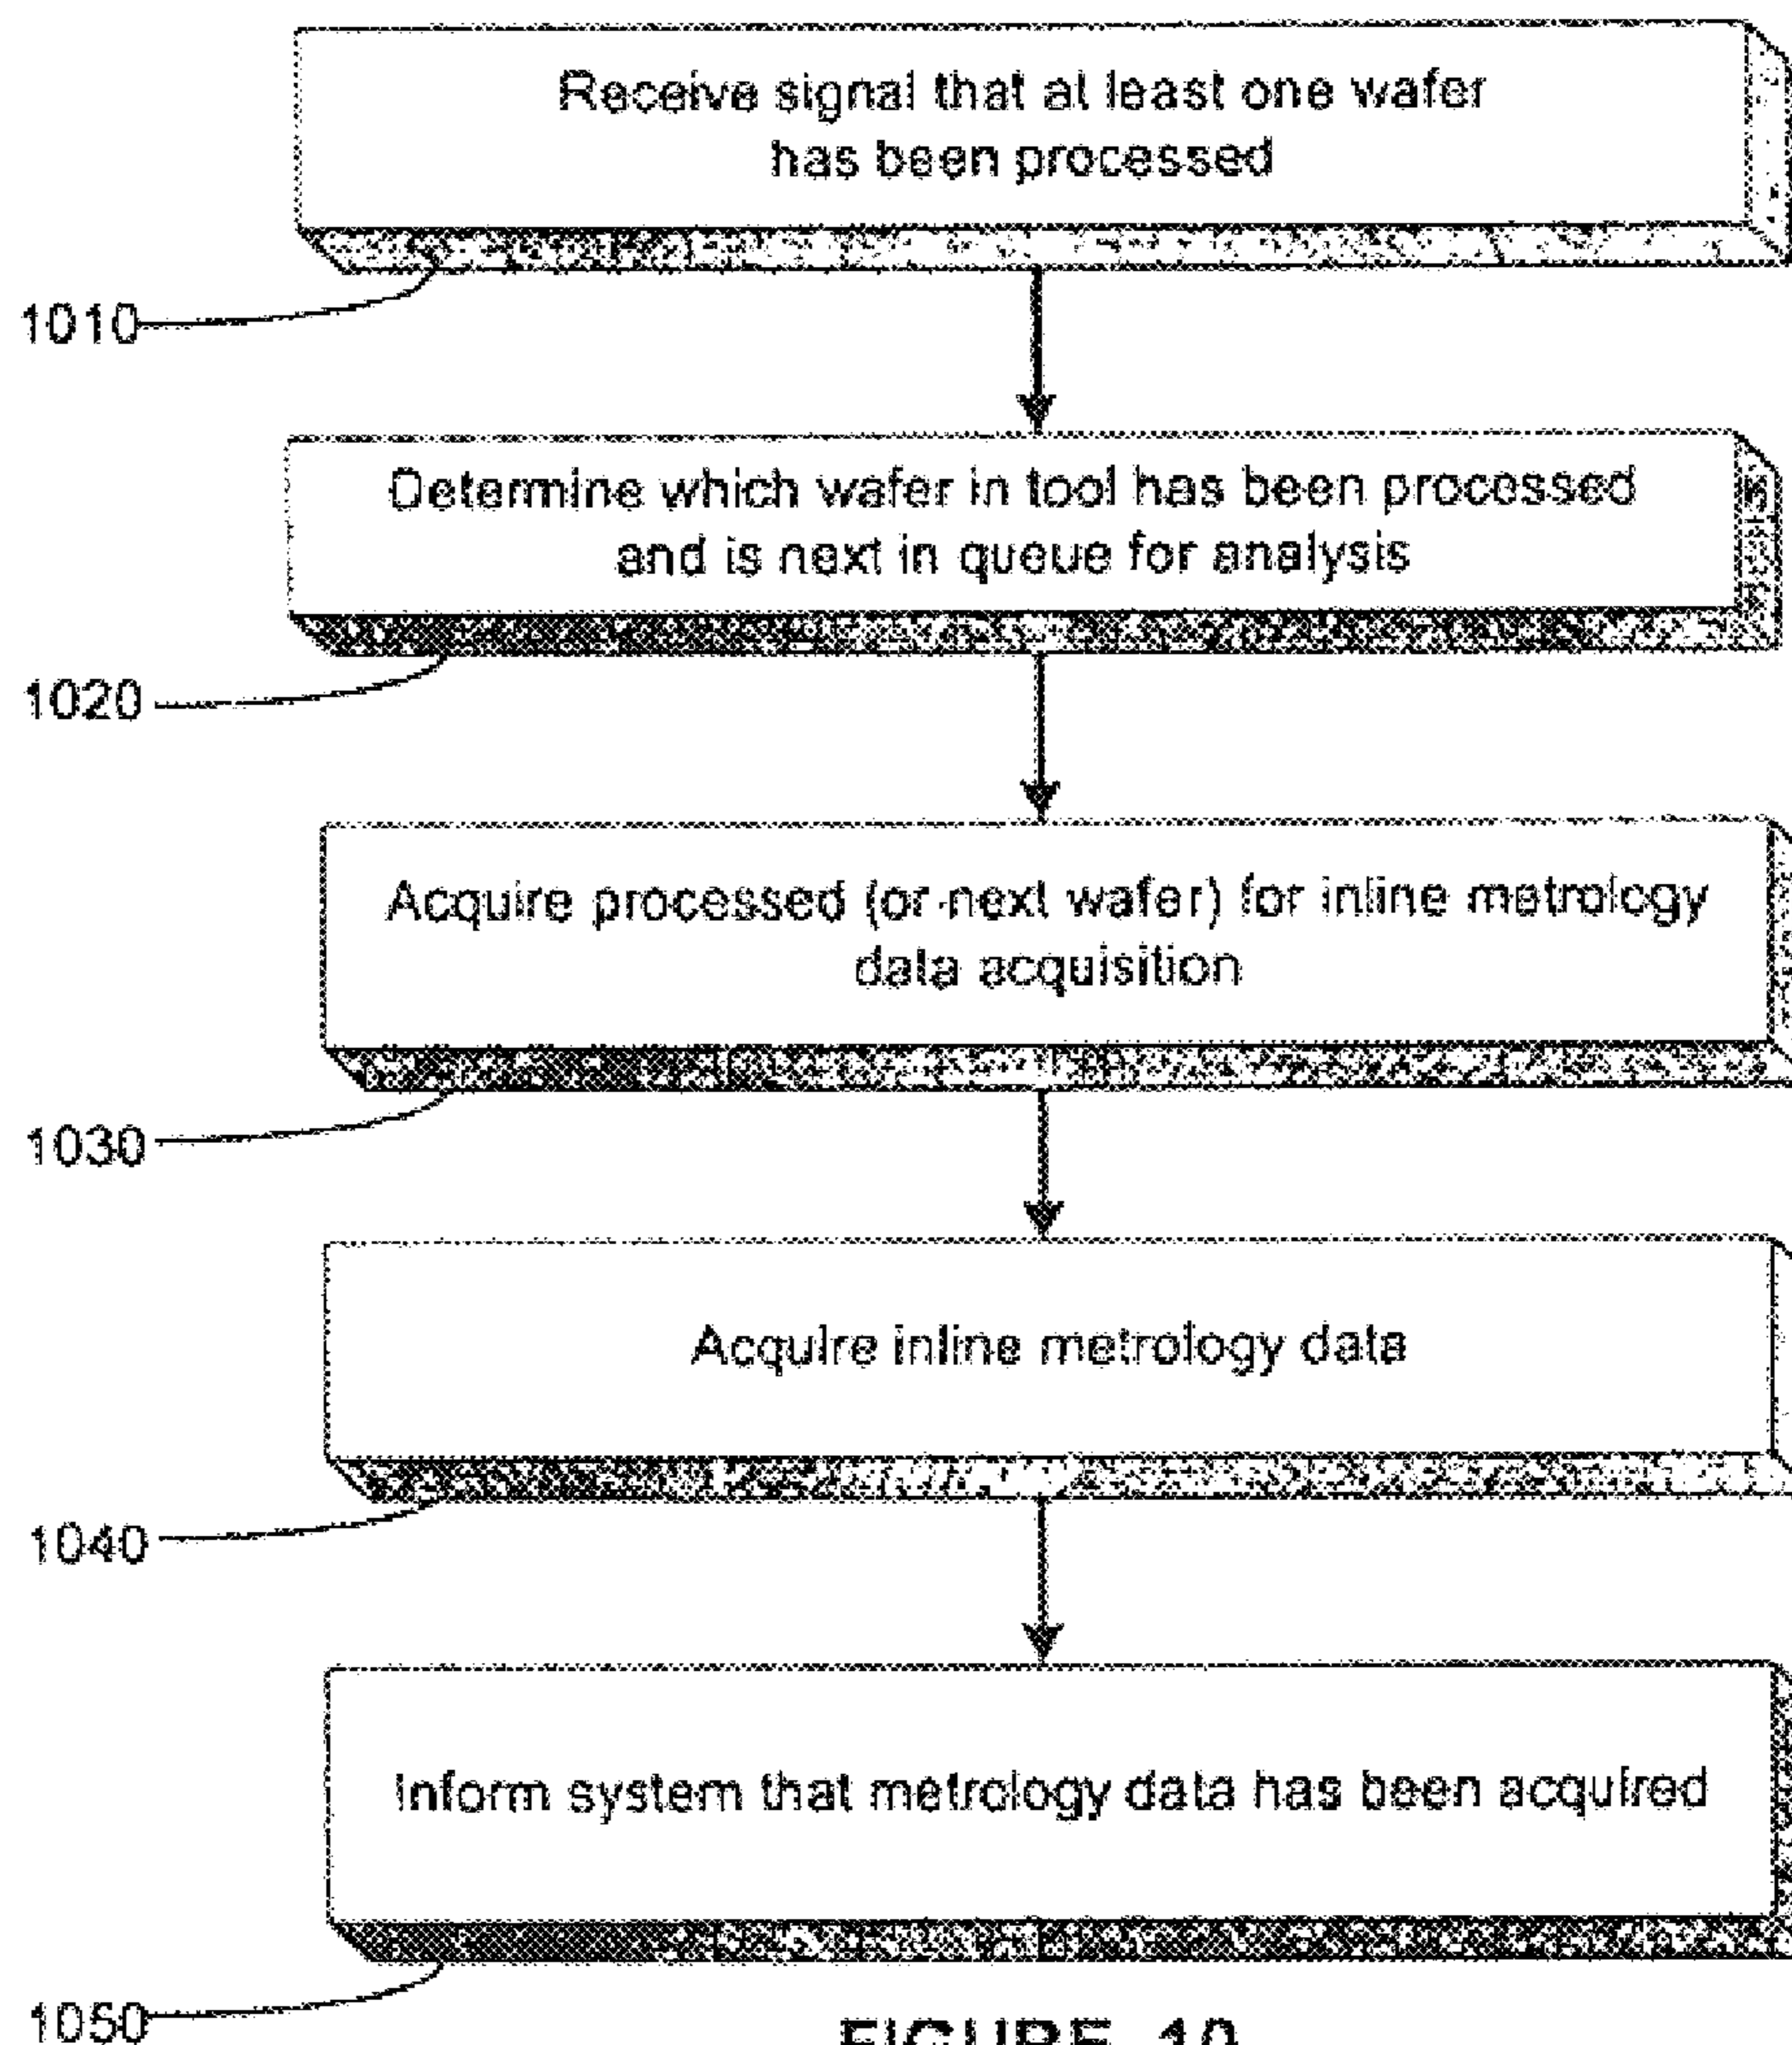 Receive signal that at least one wafer
has been processed
1010
Determine which wafer in tool has been processed
and is next in queue for analysis
1020
Acquire processed (or next wafer) for inline metrology
data acquisition
1030
Acquire inline metrology data
1040
Inform system that metrology data has been acquired
1050
FIGURE 10